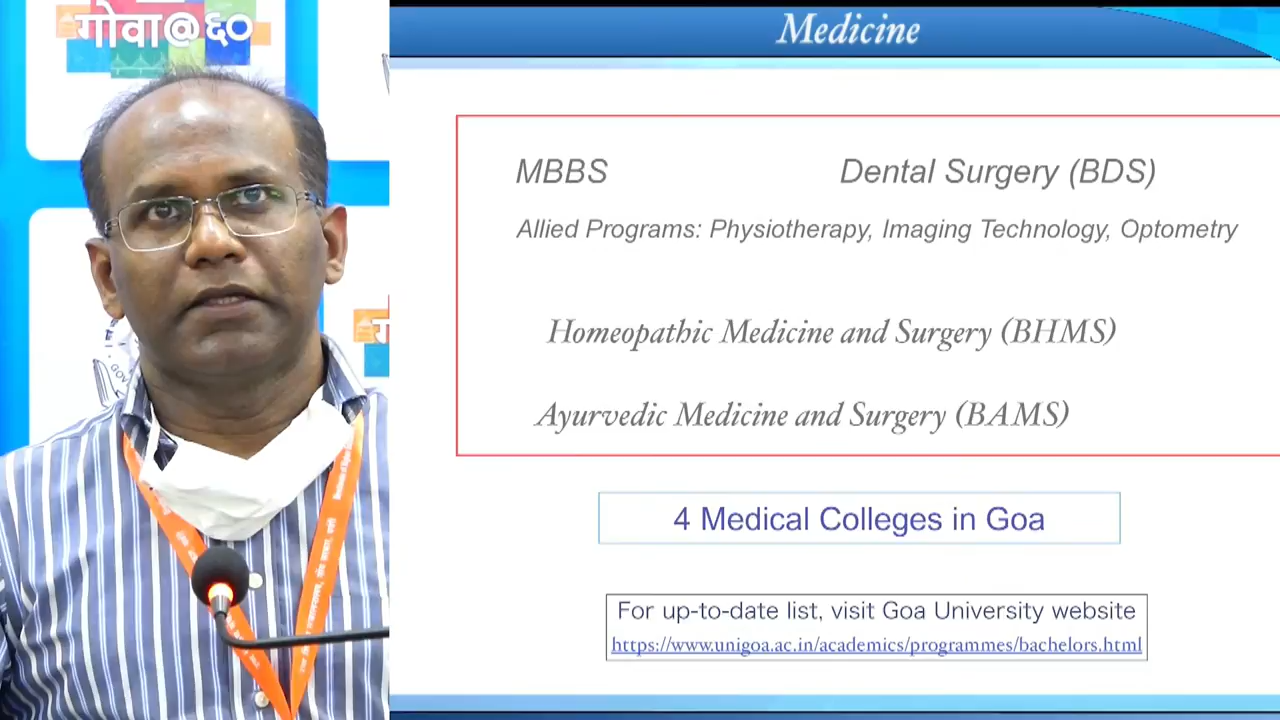 गोवा@६०
Medicine
MBBS
Dental Surgery (BDS)
Allied Programs: Physiotherapy, Imaging Technology, Optometry
Homeopathic Medicine and Surgery (BHMS)
Ayurvedic Medicine and Surgery (BAMS)
4 Medical Colleges in Goa
For up-to-date list, visit Goa University website
https://www.unigoa.ac.in/academics/programmes/bachelors.html